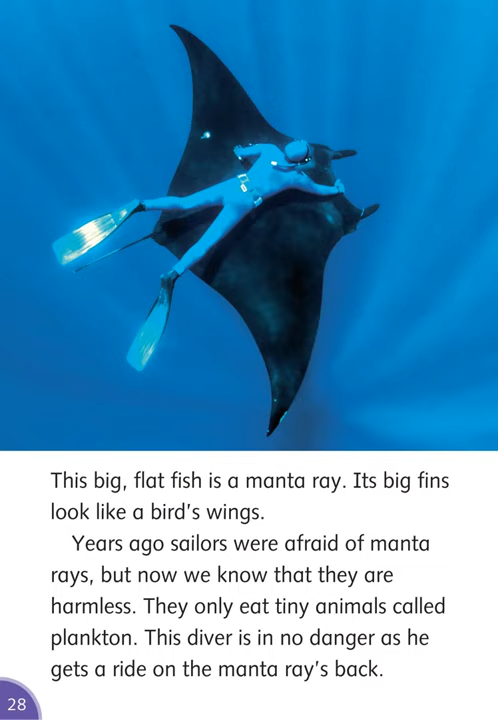 This big, flat fish is a manta ray. Its big fins
look like a bird's wings.
Years ago sailors were afraid of manta
rays, but now we know that they are
harmless. They only eat tiny animals called
plankton. This diver is in no danger as he
gets a ride on the manta ray's back.
28